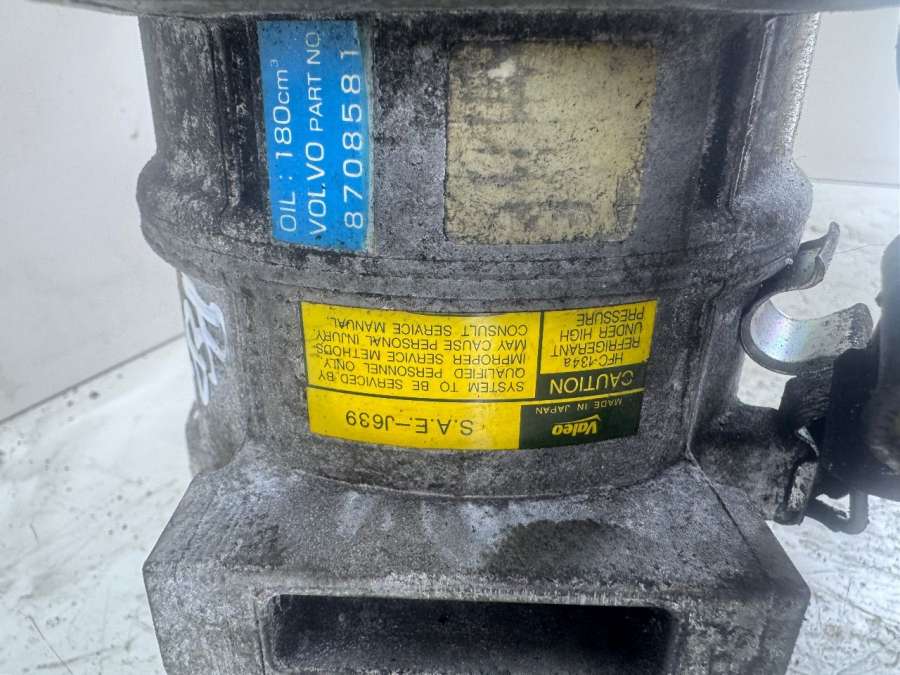 OIL : 180cm³
VOLVO PART NO.
8708581
Valeo
MADE IN JAPAN
S.A.E.-J639
CAUTION
HFC-134a
REFRIGERANT
UNDER HIGH
PRESSURE
SYSTEM TO BE SERVICED BY
QUALIFIED PERSONNEL ONLY.
IMPROPER SERVICE METHODS
MAY CAUSE PERSONAL INJURY.
CONSULT SERVICE MANUAL.